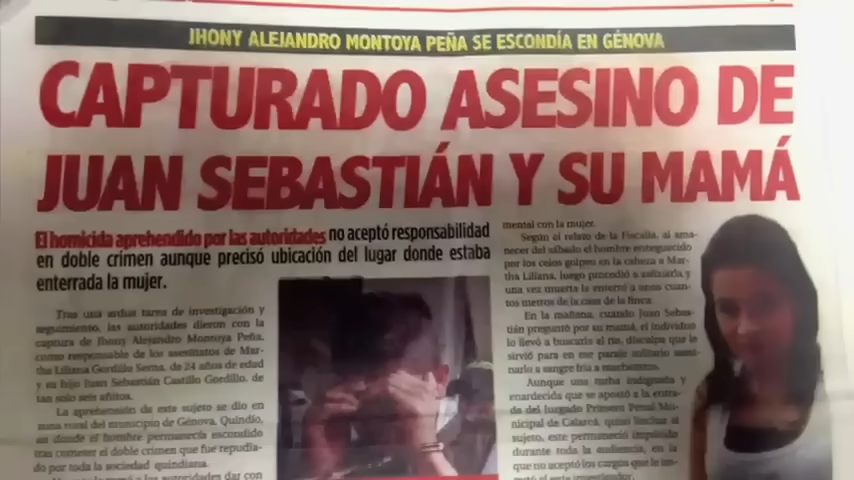 JHONY ALEJANDRO MONTOYA PEÑA SE ESCONDÍA EN GÉNOVA
CAPTURADO ASESINO DE
JUAN SEBASTIÁN Y SU MAMÁ
El homicida aprehendido por las autoridades no aceptó responsabilidad
en doble crimen aunque precisó ubicación del lugar donde estaba
enterrada la mujer.
Tras una ardua tarea de investigación y
seguimiento, las autoridades dieron con la
captura de Jhony Alejandro Montoya Peña,
como responsable de los asesinatos de Mar-
tha Liliana Gordillo Serna, de 24 años de edad
y su hijo Juan Sebastián Castillo Gordillo, de
tan solo seis añitos.
La aprehensión de este sujeto se dio en
zona rural del municipio de Génova, Quindío,
en donde el hombre permanecía escondido
tras cometer el doble crimen que fue repudia-
do por toda la sociedad quindiana.
autoridades dar con
mental con la mujer.
Según el relato de la Fiscalía, al ama-
necer del sábado el hombre enceguecido
por los celos golpea en la cabeza a Mar-
tha Liliana, luego procedió a asfixiarla y
una vez muerta la enterró a unos cuan-
tos metros de la casa de la finca.
En la mañana, cuando Juan Sebas-
tián preguntó por su mamá, el individuo
lo llevó a buscarla al río, disculpa que le
sirvió para en ese paraje solitario asesi-
narlo a sangre fría a machetazos.
Aunque una turba indignada y
enardecida que se apostó a la entra-
da del Juzgado Primero Penal Mu-
nicipal de Calarcá, quiso linchar al
sujeto, este permaneció impávido
durante toda la audiencia, en la
que no aceptó los cargos que le im-